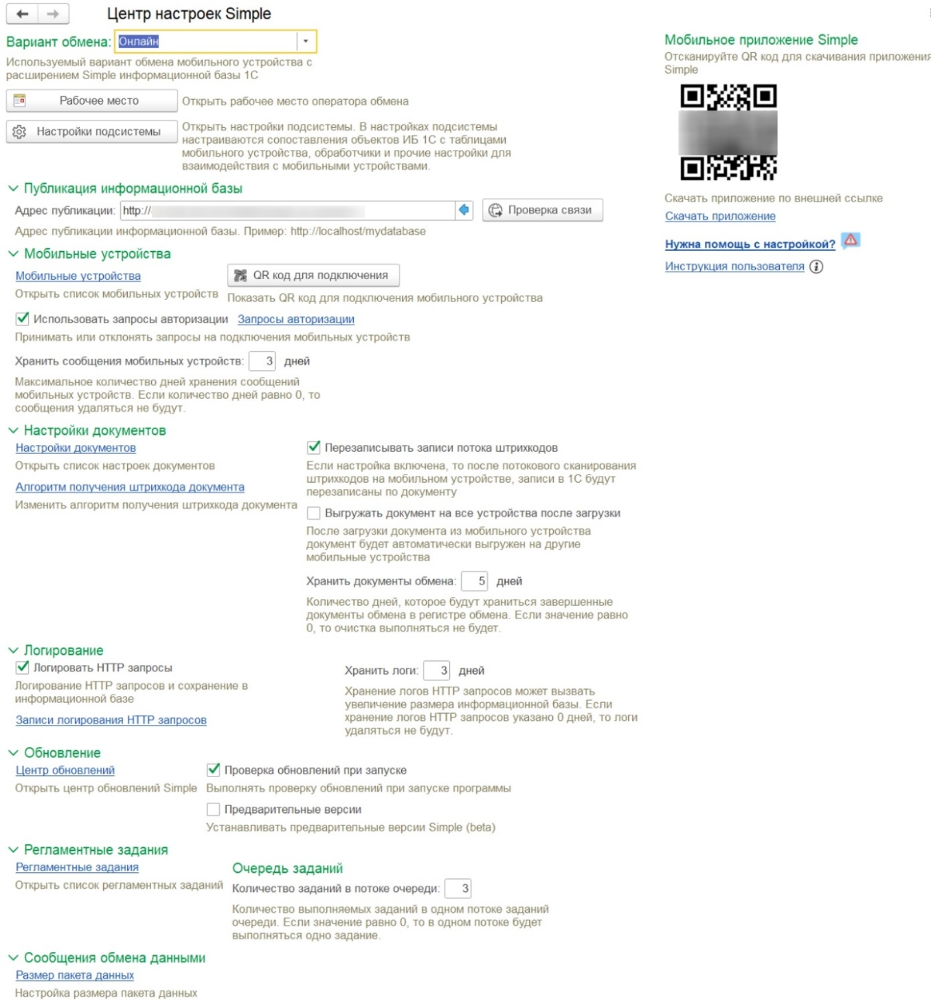 Центр настроек Simple
Вариант обмена: Онлайн
Используемый вариант обмена мобильного устройства с
расширением Simple информационной базы 1С
Рабочее место
Открыть рабочее место оператора обмена
Настройки подсистемы
Открыть настройки подсистемы. В настройках подсистемы
настраиваются сопоставления объектов ИБ 1С с таблицами
мобильного устройства, обработчики и прочие настройки для
взаимодействия с мобильными устройствами.
Публикация информационной базы
Адрес публикации: http://
Проверка связи
Адрес публикации информационной базы. Пример: http://localhost/mydatabase
Мобильные устройства
Мобильные устройства
QR код для подключения
Открыть список мобильных устройств
Показать QR код для подключения мобильного устройства
Использовать запросы авторизации Запросы авторизации
Принимать или отклонять запросы на подключения мобильных устройств
Хранить сообщения мобильных устройств: 3 дней
Максимальное количество дней хранения сообщений
мобильных устройств. Если количество дней равно 0, то
сообщения удаляться не будут.
Настройки документов
Настройки документов
Открыть список настроек документов
Алгоритм получения штрихкода документа
Изменить алгоритм получения штрихкода документа
Перезаписывать записи потока штрихкодов
Если настройка включена, то после потокового сканирования
штрихкодов на мобильном устройстве, записи в 1С будут
перезаписаны по документу
Выгружать документ на все устройства после загрузки
После загрузки документа из мобильного устройства
документ будет автоматически выгружен на другие
мобильные устройства
Хранить документы обмена: 5 дней
Количество дней, которое будут храниться завершенные
документы обмена в регистре обмена. Если значение равно
0, то очистка выполняться не будет.
Логирование
Логировать HTTP запросы
Логирование HTTP запросов и сохранение в
информационной базе
Записи логирования HTTP запросов
Хранить логи: 3 дней
Хранение логов HTTP запросов может вызвать
увеличение размера информационной базы. Если
хранение логов HTTP запросов указано 0 дней, то логи
удаляться не будут.
Обновление
Центр обновлений
Открыть центр обновлений Simple
Проверка обновлений при запуске
Выполнять проверку обновлений при запуске программы
Предварительные версии
Устанавливать предварительные версии Simple (beta)
Регламентные задания
Регламентные задания
Открыть список регламентных заданий
Очередь заданий
Количество заданий в потоке очереди: 3
Количество выполняемых заданий в одном потоке заданий
очереди. Если значение равно 0, то в одном потоке будет
выполняться одно задание.
Сообщения обмена данными
Размер пакета данных
Настройка размера пакета данных
Мобильное приложение Simple
Отсканируйте QR код для скачивания приложения
Simple
Скачать приложение по внешней ссылке
Скачать приложение
Нужна помощь с настройкой?
Инструкция пользователя